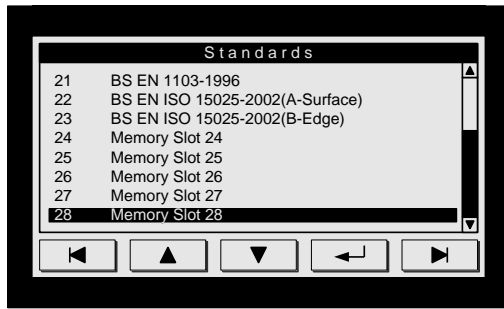 Standards
21 BS EN 1103-1996
22 BS EN ISO 15025-2002(A-Surface)
23 BS EN ISO 15025-2002(B-Edge)
24 Memory Slot 24
25 Memory Slot 25
26 Memory Slot 26
27 Memory Slot 27
28 Memory Slot 28